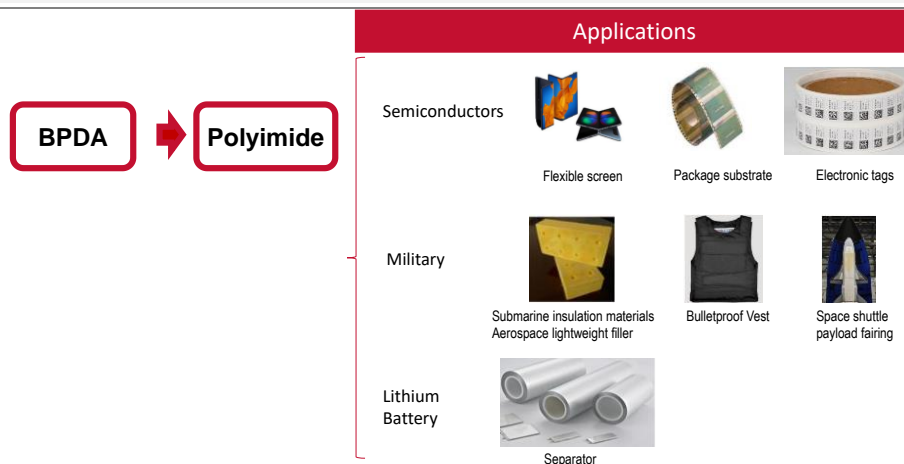 Applications
BPDA
Polyimide
Semiconductors
Flexible screen
Package substrate
Electronic tags
Military
Submarine insulation materials
Aerospace lightweight filler
Bulletproof Vest
Space shuttle
payload fairing
Lithium
Battery
Separator